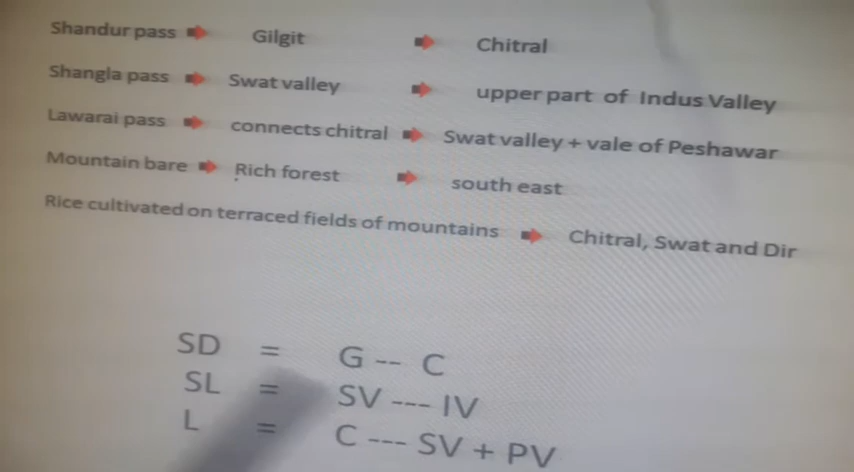 Shandur pass Gilgit Chitral
Shangla pass Swat valley upper part of Indus Valley
Lawarai pass connects chitral Swat valley + vale of Peshawar
Mountain bare Rich forest south east
Rice cultivated on terraced fields of mountains Chitral, Swat and Dir
SD = G -- C
SL = SV --- IV
L = C --- SV + PV